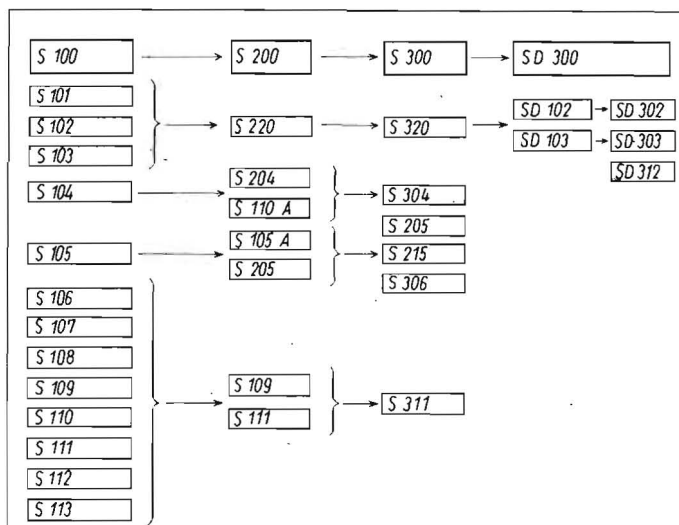 S 100 S 200 S 300 SD 300
S 101
S 102 S 220 S 320 SD 102 SD 302
S 103 SD 103 SD 303
SD 312
S 104 S 204 S 304
S 110 A
S 205
S 105 S 105 A S 215
S 205 S 306
S 106
S 107
S 108
S 109 S 109 S 311
S 110 S 111
S 111
S 112
S 113